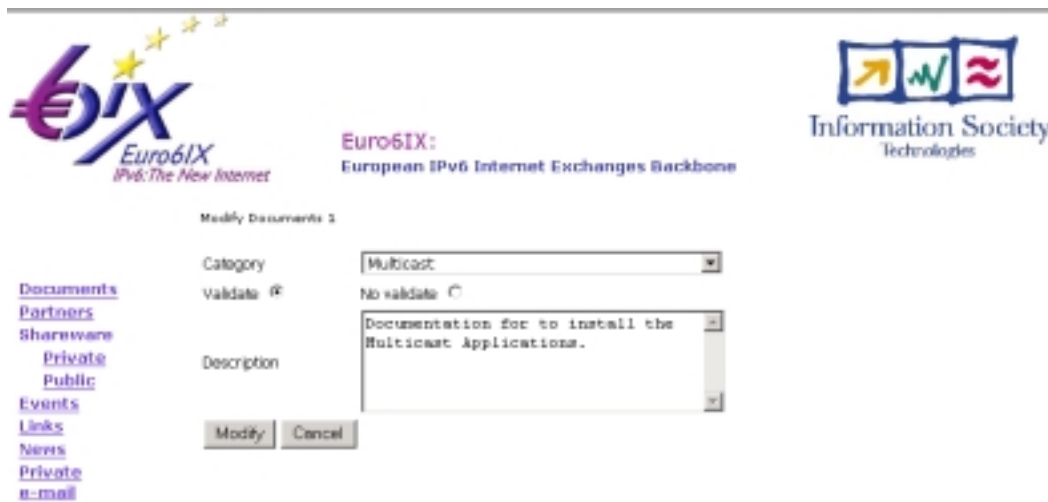 €6IX
Euro6IX
IPv6:The New Internet
Euro6IX:
European IPv6 Internet Exchanges Backbone
Information Society
Technologies
Modify Documents 1
Category Multicast
Validate No validate
Description Documentation for to install the
Multicast Applications.
Modify Cancel
Documents
Partners
Shareware
Private
Public
Events
Links
News
Private
e-mail